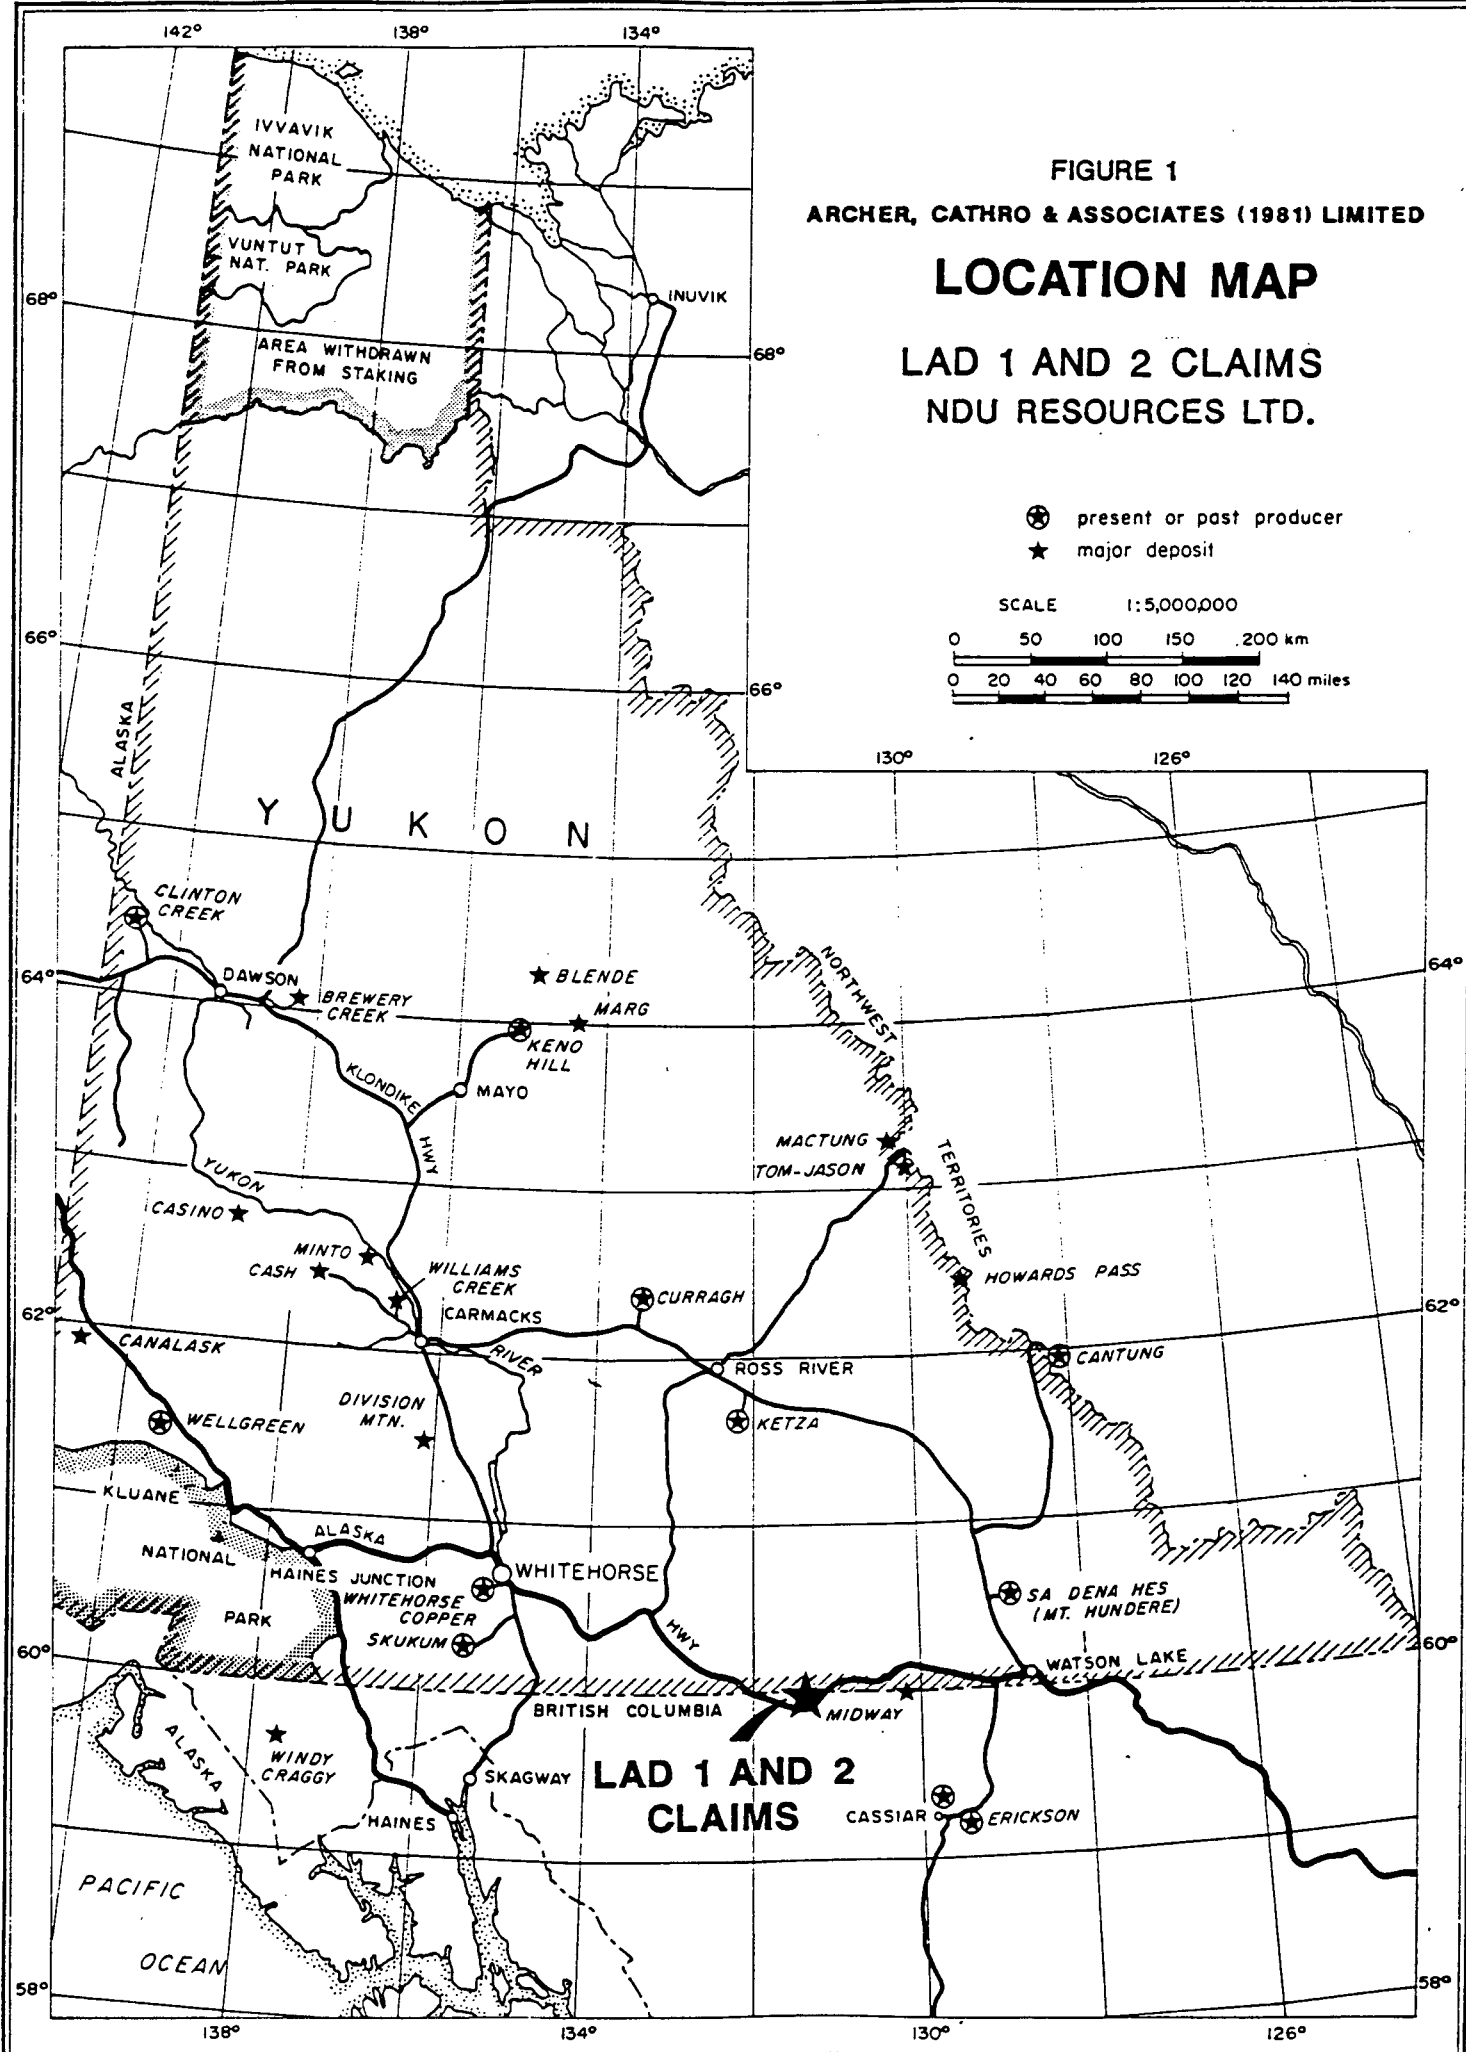 142°
138°
134°
IVVAVIK
NATIONAL
PARK
VUNTUT
NAT. PARK
AREA WITHDRAWN
FROM STAKING
INUVIK
68°
68°
FIGURE 1
ARCHER, CATHRO & ASSOCIATES (1981) LIMITED
LOCATION MAP
LAD 1 AND 2 CLAIMS
NDU RESOURCES LTD.
present or past producer
major deposit
SCALE 1:5,000,000
0 50 100 150 200 km
0 20 40 60 80 100 120 140 miles
66°
66°
130°
126°
ALASKA
YUKON
CLINTON
CREEK
64°
64°
DAWSON
BREWERY
CREEK
BLENDE
MARG
KENO
HILL
MAYO
KLONDIKE
HWY
NORTHWEST
TERRITORIES
MACTUNG
TOM-JASON
YUKON
CASINO
MINTO
CASH
WILLIAMS
CREEK
CARMACKS
RIVER
CURRAGH
HOWARDS PASS
62°
62°
CANALASK
ROSS RIVER
CANTUNG
DIVISION
MTN.
WELLGREEN
KETZA
KLUANE
NATIONAL
PARK
ALASKA
HAINES JUNCTION
WHITEHORSE
WHITEHORSE
COPPER
SKUKUM
HWY
SA DENA HES
(MT. HUNDERE)
60°
60°
WATSON LAKE
BRITISH COLUMBIA
MIDWAY
ALASKA
WINDY
CRAGGY
LAD 1 AND 2
CLAIMS
SKAGWAY
HAINES
CASSIAR
ERICKSON
PACIFIC
OCEAN
58°
58°
138°
134°
130°
126°